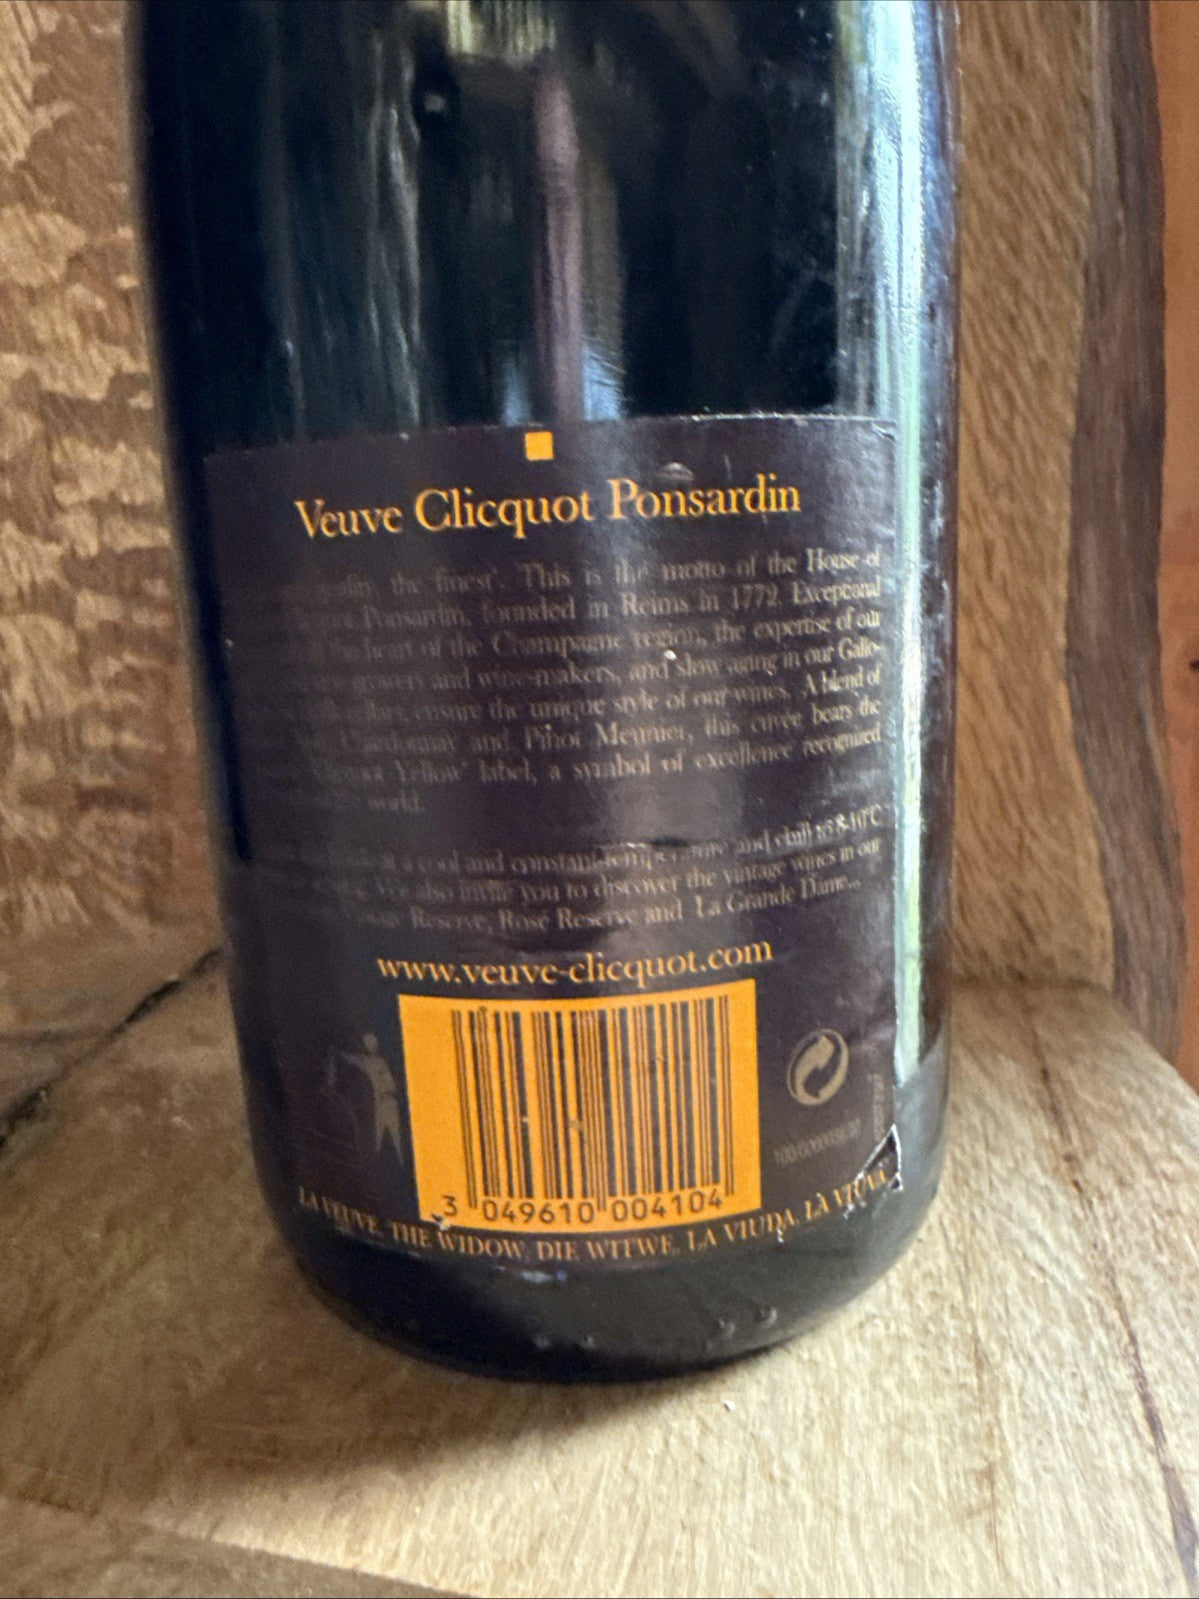 Veuve Clicquot Ponsardin
the finest'. This is the motto of the House of
Ponsardin, founded in Reims in 1772. Exceptional
the heart of the Champagne region, the expertise of our
and wine-makers, and slow aging in our Gallo-
ensure the unique style of our wines. A blend of
Chardonnay and Pinot Meunier, this cuvée bears the
Yellow' label, a symbol of excellence recognized
world.
a cool and constant temperature and chill to 8-10°C
We also invite you to discover the vintage wines in our
Reserve, Rosé Reserve and La Grande Dame...
www.veuve-clicquot.com
3 049610 004104
LA VEUVE, THE WIDOW, DIE WITWE, LA VIUDA, LA